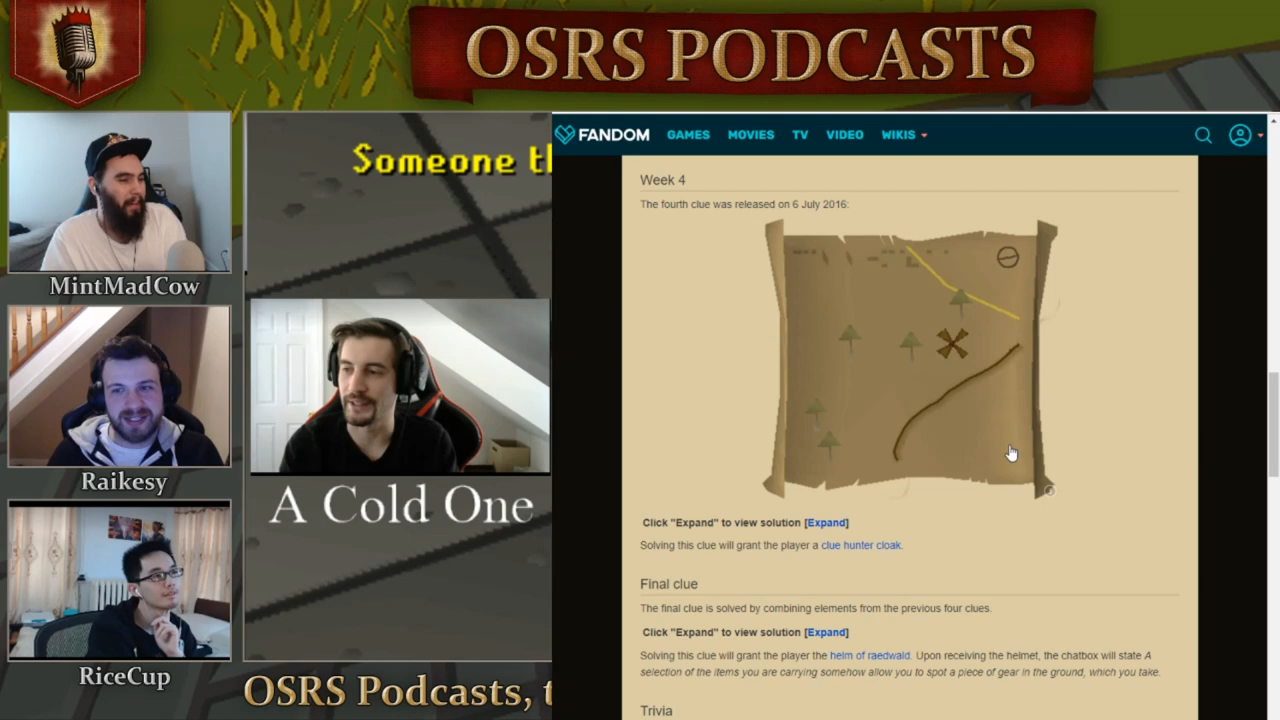 OSRS PODCASTS
FANDOM GAMES MOVIES TV VIDEO WIKIS
Someone
Week 4
The fourth clue was released on 6 July 2016:
MintMadCow
Raikesy
A Cold One
RiceCup
Click "Expand" to view solution [Expand]
Solving this clue will grant the player a clue hunter cloak.
Final clue
The final clue is solved by combining elements from the previous four clues.
Click "Expand" to view solution [Expand]
Solving this clue will grant the player the helm of raedwald. Upon receiving the helmet, the chatbox will state A
selection of the items you are carrying somehow allow you to spot a piece of gear in the ground, which you take.
OSRS Podcasts, t
Trivia